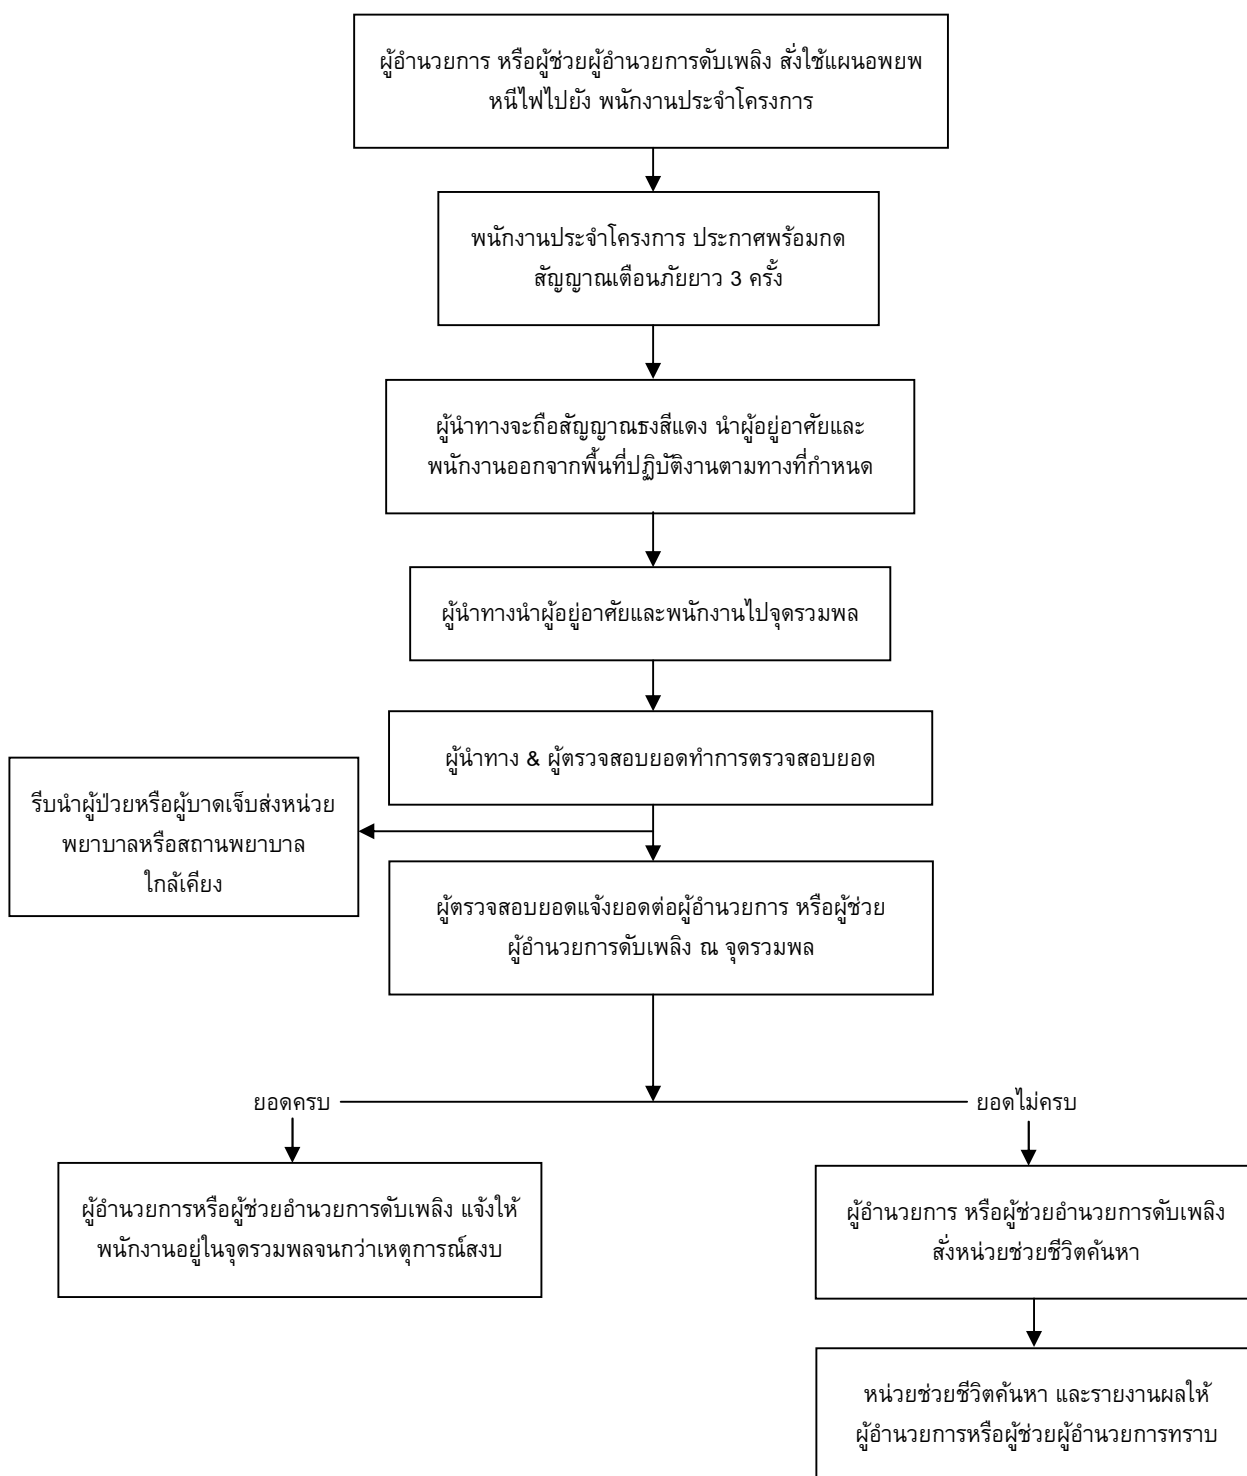 ผู้อำนวยการ หรือผู้ช่วยผู้อำนวยการดับเพลิง สั่งใช้แผนอพยพ
หนีไฟไปยัง พนักงานประจำโครงการ
พนักงานประจำโครงการ ประกาศพร้อมกด
สัญญาณเตือนภัยยาว 3 ครั้ง
ผู้นำทางจะถือสัญญาณธงสีแดง นำผู้อยู่อาศัยและ
พนักงานออกจากพื้นที่ปฏิบัติงานตามทางที่กำหนด
ผู้นำทางนำผู้อยู่อาศัยและพนักงานไปจุดรวมพล
ผู้นำทาง & ผู้ตรวจสอบยอดทำการตรวจสอบยอด
รีบนำผู้ป่วยหรือผู้บาดเจ็บส่งหน่วย
พยาบาลหรือสถานพยาบาล
ใกล้เคียง
ผู้ตรวจสอบยอดแจ้งยอดต่อผู้อำนวยการ หรือผู้ช่วย
ผู้อำนวยการดับเพลิง ณ จุดรวมพล
ยอดครบ
ยอดไม่ครบ
ผู้อำนวยการหรือผู้ช่วยอำนวยการดับเพลิง แจ้งให้
พนักงานอยู่ในจุดรวมพลจนกว่าเหตุการณ์สงบ
ผู้อำนวยการ หรือผู้ช่วยอำนวยการดับเพลิง
สั่งหน่วยช่วยชีวิตค้นหา
หน่วยช่วยชีวิตค้นหา และรายงานผลให้
ผู้อำนวยการหรือผู้ช่วยผู้อำนวยการทราบ